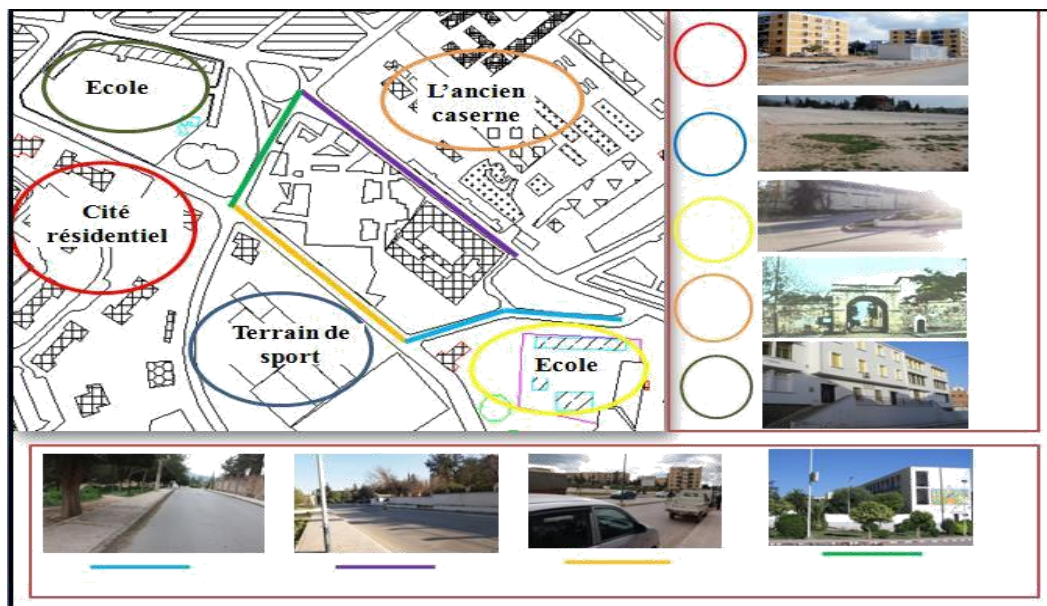 Ecole
L'ancien
caserne
Cité
résidentiel
Terrain de
sport
Ecole